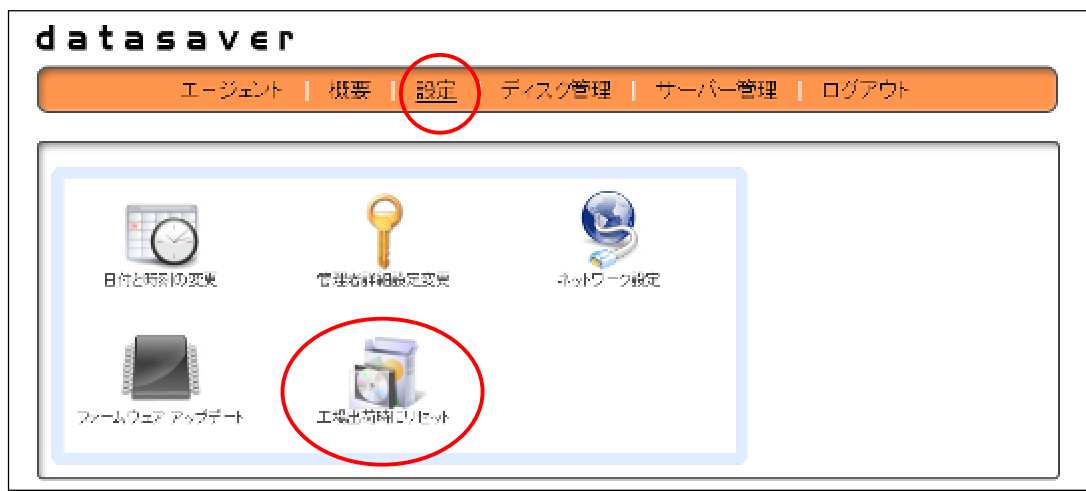 datasaver
エージェント | 概要 | 設定 | ディスク管理 | サーバー管理 | ログアウト
日付と時刻の変更 管理者詳細設定変更 ネットワーク設定
ファームウェア アップデート 工場出荷時にリセット